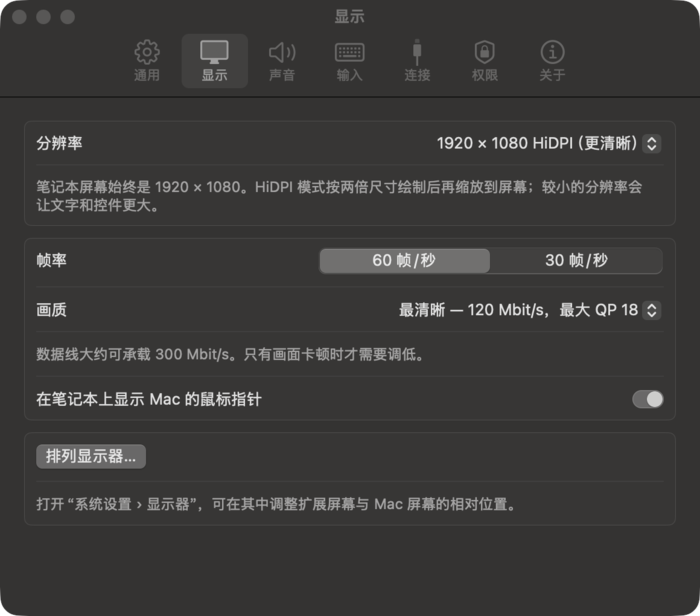 显示
通用
显示
声音
输入
连接
权限
关于
分辨率
1920 × 1080 HiDPI (更清晰)
笔记本屏幕始终是 1920 × 1080。HiDPI 模式按两倍尺寸绘制后再缩放到屏幕；较小的分辨率会
让文字和控件更大。
帧率
60 帧/秒
30 帧/秒
画质
最清晰 — 120 Mbit/s，最大 QP 18
数据线大约可承载 300 Mbit/s。只有画面卡顿时才需要调低。
在笔记本上显示 Mac 的鼠标指针
排列显示器...
打开“系统设置 › 显示器”，可在其中调整扩展屏幕与 Mac 屏幕的相对位置。